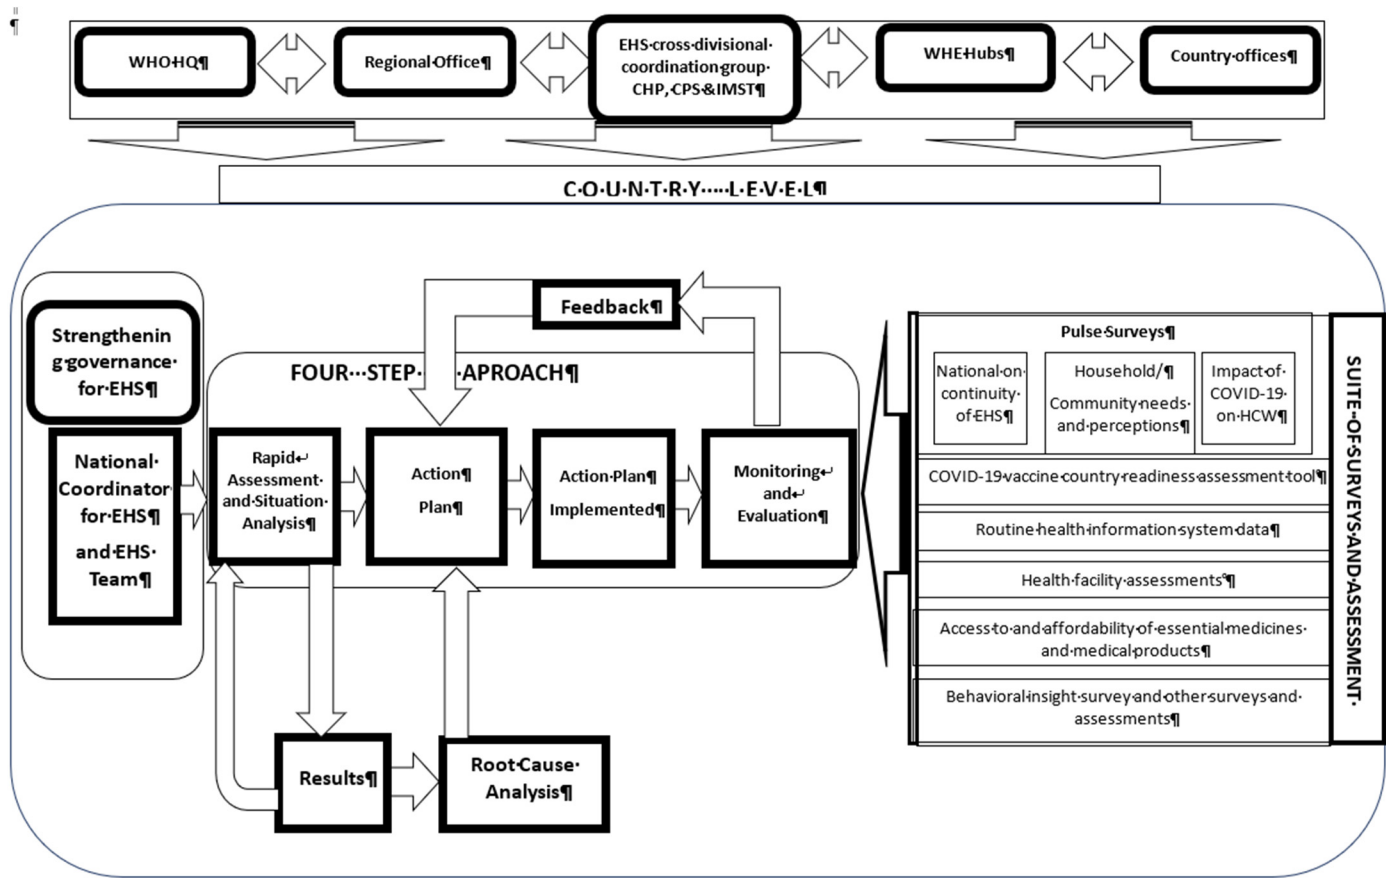 WHO HQ¶
Regional·Office¶
EHS·cross-divisional·
coordination·group·
CHP,·CPS·&IMST¶
WHE·Hubs¶
Country·offices¶
C·O·U·N·T·R·Y·····L·E·V·E·L¶
Strengthenin
g·governance·
for·EHS¶
National·
Coordinator·
for·EHS¶
and·EHS·
Team¶
Feedback¶
FOUR···STEP· ·APROACH¶
Rapid↵
Assessment·
and·Situation·
Analysis¶
Action¶
Plan¶
Action·Plan¶
Implemented¶
Monitoring↵
and↵
Evaluation¶
Results¶
Root·Cause·
Analysis¶
Pulse·Surveys¶
National·on·
continuity·
of·EHS¶
Household/¶
Community·needs·
and·perceptions¶
Impact·of·
COVID-19·
on·HCW¶
COVID-19·vaccine·country·readiness·assessment·tool¶
Routine·health·information·system·data¶
Health·facility·assessments°¶
Access·to·and·affordability·of·essential·medicines·
and·medical·products¶
Behavioral·insight·survey·and·other·surveys·and·
assessments¶
SUITE··OF·SURVEYS·AND·ASSESSMENT·